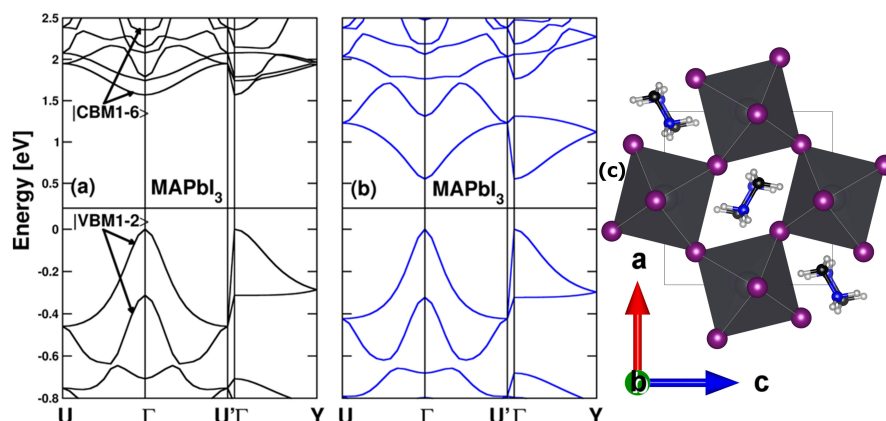 2.5
2
1.5
1
0.5
0
-0.2
-0.4
-0.6
-0.8
Energy [eV]
|CBM1-6>
(a) MAPbI3
|VBM1-2>
U Γ U' Γ Y
(b) MAPbI3
U Γ U' Γ Y
(c)
a
b
c